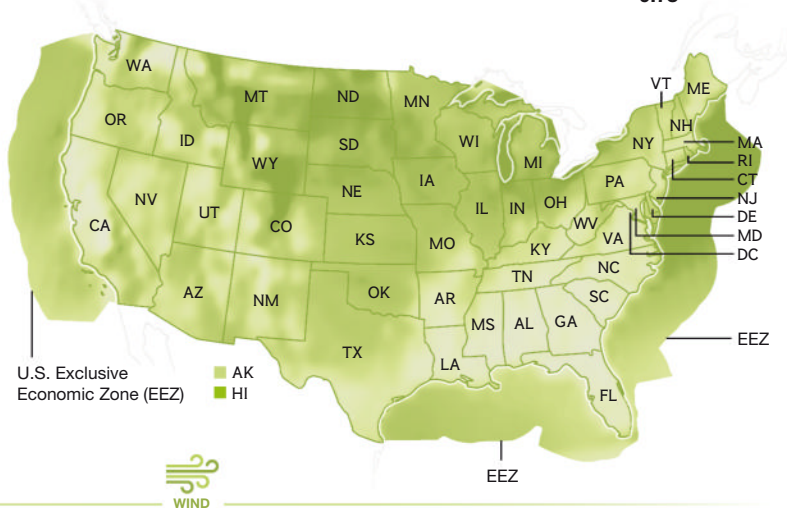 WA
MT
ND
MN
VT
ME
OR
ID
WY
SD
WI
MI
NY
NH
MA
RI
CT
NJ
DE
MD
DC
NV
UT
CO
NE
IA
IL
IN
OH
PA
WV
VA
CA
KS
MO
KY
AZ
NM
OK
AR
TN
NC
SC
TX
LA
MS
AL
GA
FL
EEZ
U.S. Exclusive
Economic Zone (EEZ)
AK
HI
EEZ
WIND